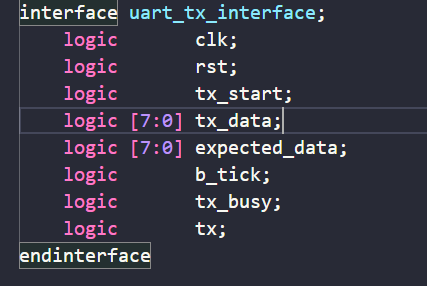 interface uart_tx_interface;
logic clk;
logic rst;
logic tx_start;
logic [7:0] tx_data;
logic [7:0] expected_data;
logic b_tick;
logic tx_busy;
logic tx;
endinterface